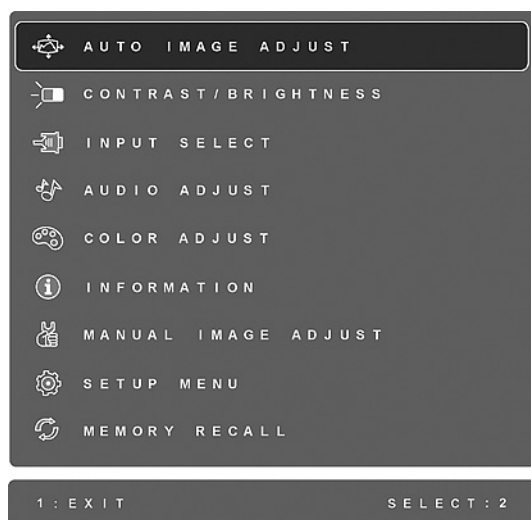 AUTO IMAGE ADJUST
CONTRAST/BRIGHTNESS
INPUT SELECT
AUDIO ADJUST
COLOR ADJUST
INFORMATION
MANUAL IMAGE ADJUST
SETUP MENU
MEMORY RECALL
1:EXIT SELECT:2